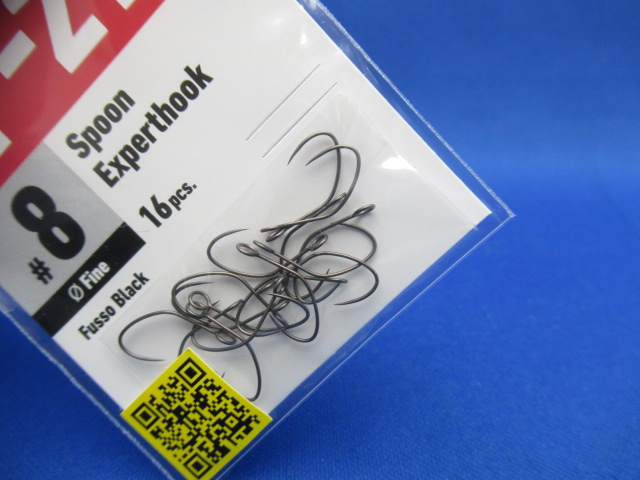 Spoon
Experthook
#8
16 pcs.
Ø Fine
Fusso Black